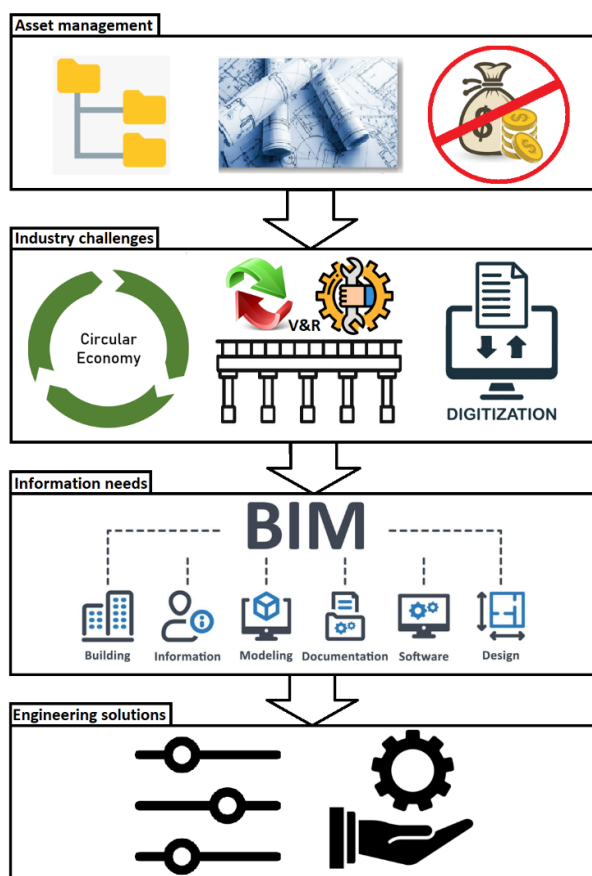 Asset management
$
$
$
Industry challenges
Circular
Economy
V&R
DIGITIZATION
Information needs
BIM
Building
Information
Modeling
Documentation
Software
Design
Engineering solutions